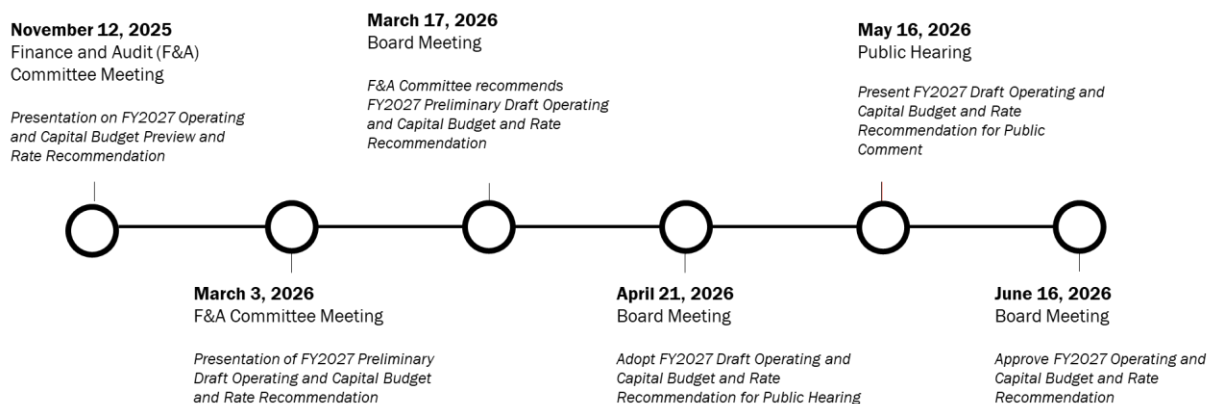 November 12, 2025
Finance and Audit (F&A)
Committee Meeting
Presentation on FY2027 Operating
and Capital Budget Preview and
Rate Recommendation
March 3, 2026
F&A Committee Meeting
Presentation of FY2027 Preliminary
Draft Operating and Capital Budget
and Rate Recommendation
March 17, 2026
Board Meeting
F&A Committee recommends
FY2027 Preliminary Draft Operating
and Capital Budget and Rate
Recommendation
April 21, 2026
Board Meeting
Adopt FY2027 Draft Operating and
Capital Budget and Rate
Recommendation for Public Hearing
May 16, 2026
Public Hearing
Present FY2027 Draft Operating and
Capital Budget and Rate
Recommendation for Public
Comment
June 16, 2026
Board Meeting
Approve FY2027 Operating and
Capital Budget and Rate
Recommendation